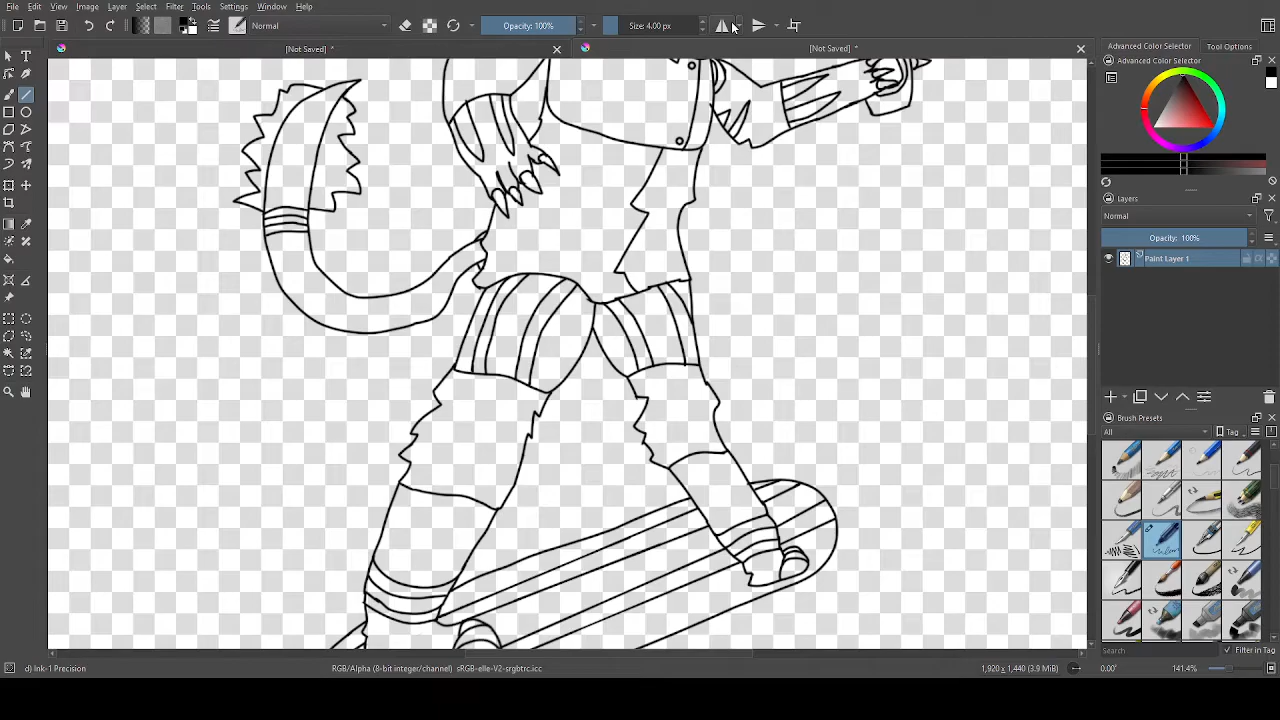 File Edit View Image Layer Select Filter Tools Settings Window Help
Normal Opacity: 100% Size: 4.00 px
[Not Saved] * [Not Saved] *
Advanced Color Selector Tool Options
Advanced Color Selector
Layers
Normal
Opacity: 100%
Paint Layer 1
Brush Presets
All Tag
Search Filter in Tag
d) Ink-1 Precision RGB/Alpha (8-bit integer/channel) sRGB-elle-V2-srgbtrc.icc 1,920 x 1,440 (3.9 MiB) 0.00° 141.4%